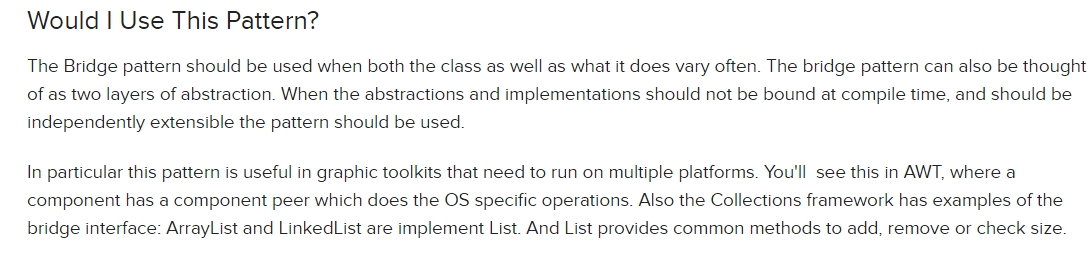 Would I Use This Pattern?
The Bridge pattern should be used when both the class as well as what it does vary often. The bridge pattern can also be thought
of as two layers of abstraction. When the abstractions and implementations should not be bound at compile time, and should be
independently extensible the pattern should be used.
In particular this pattern is useful in graphic toolkits that need to run on multiple platforms. You'll  see this in AWT, where a
component has a component peer which does the OS specific operations. Also the Collections framework has examples of the
bridge interface: ArrayList and LinkedList are implement List. And List provides common methods to add, remove or check size.